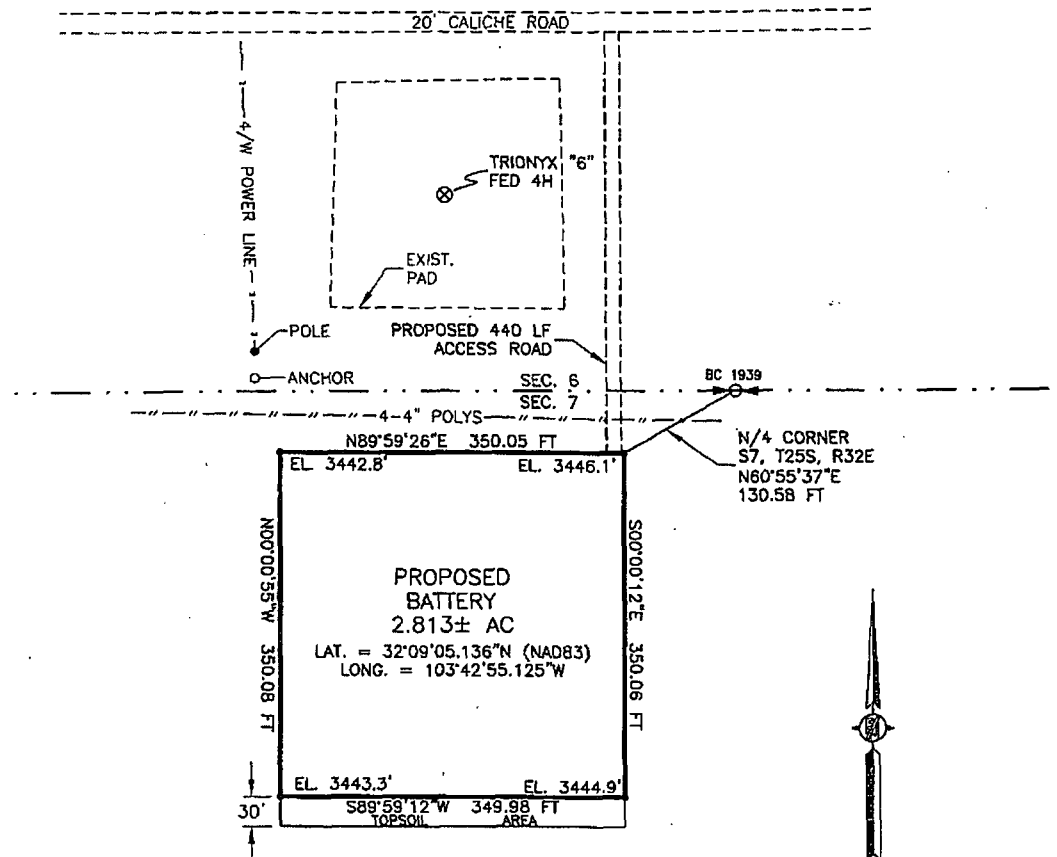 20' CALICHE ROAD
4/W POWER LINE
TRIONYX "6"
FED 4H
EXIST.
PAD
POLE
PROPOSED 440 LF
ACCESS ROAD
ANCHOR
SEC. 6
SEC. 7
BC 1939
4-4" POLYS
N89°59'26"E 350.05 FT
N/4 CORNER
S7, T25S, R32E
N60°55'37"E
130.58 FT
EL. 3442.8'
EL. 3446.1'
N00°00'55"W 350.08 FT
S00°00'12"E 350.06 FT
PROPOSED
BATTERY
2.813± AC
LAT. = 32°09'05.136"N (NAD83)
LONG. = 103°42'55.125"W
EL. 3443.3'
EL. 3444.9'
30'
S89°59'12"W 349.98 FT
TOPSOIL AREA